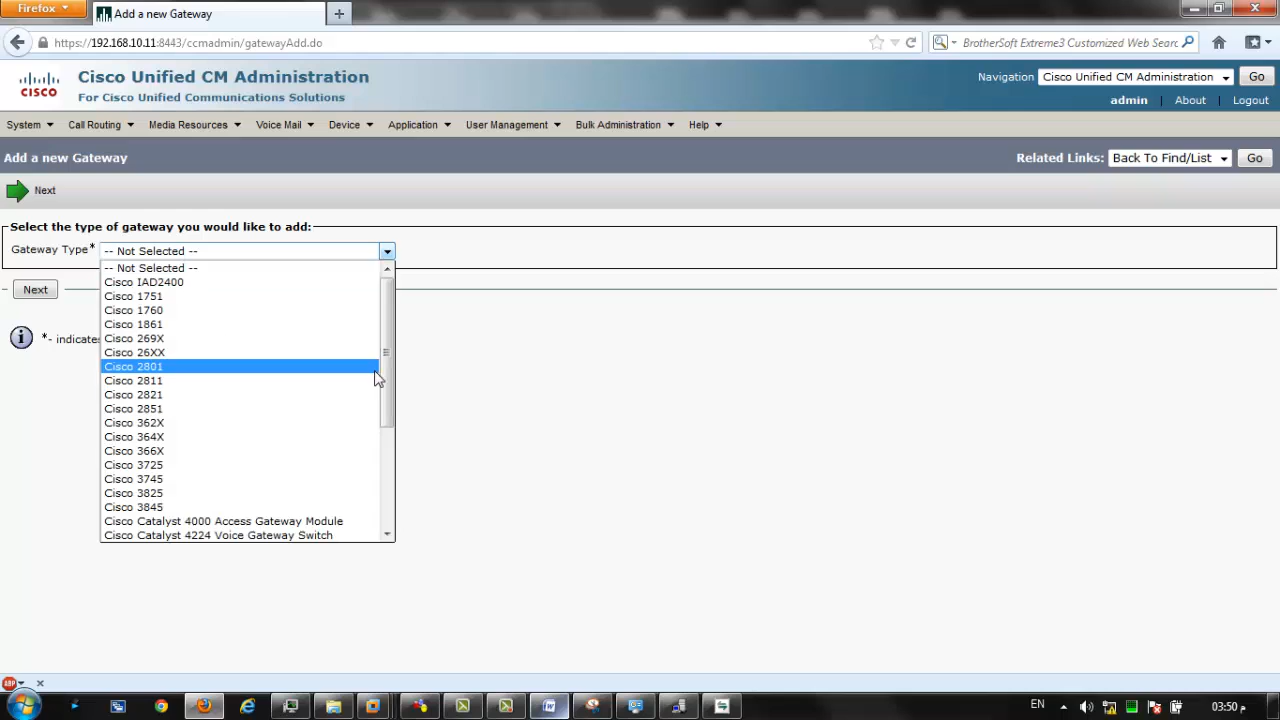 Firefox
Add a new Gateway
https://192.168.10.11:8443/ccmadmin/gatewayAdd.do
BrotherSoft Extreme3 Customized Web Searc
CISCO
Cisco Unified CM Administration
For Cisco Unified Communications Solutions
Navigation Cisco Unified CM Administration Go
admin | About | Logout
System Call Routing Media Resources Voice Mail Device Application User Management Bulk Administration Help
Add a new Gateway
Related Links: Back To Find/List Go
Next
Select the type of gateway you would like to add:
Gateway Type* -- Not Selected --
-- Not Selected --
Cisco IAD2400
Cisco 1751
Cisco 1760
Cisco 1861
Cisco 269X
Cisco 26XX
Cisco 2801
Cisco 2811
Cisco 2821
Cisco 2851
Cisco 362X
Cisco 364X
Cisco 366X
Cisco 3725
Cisco 3745
Cisco 3825
Cisco 3845
Cisco Catalyst 4000 Access Gateway Module
Cisco Catalyst 4224 Voice Gateway Switch
Next
*- indicates
ABP
EN
03:50 م